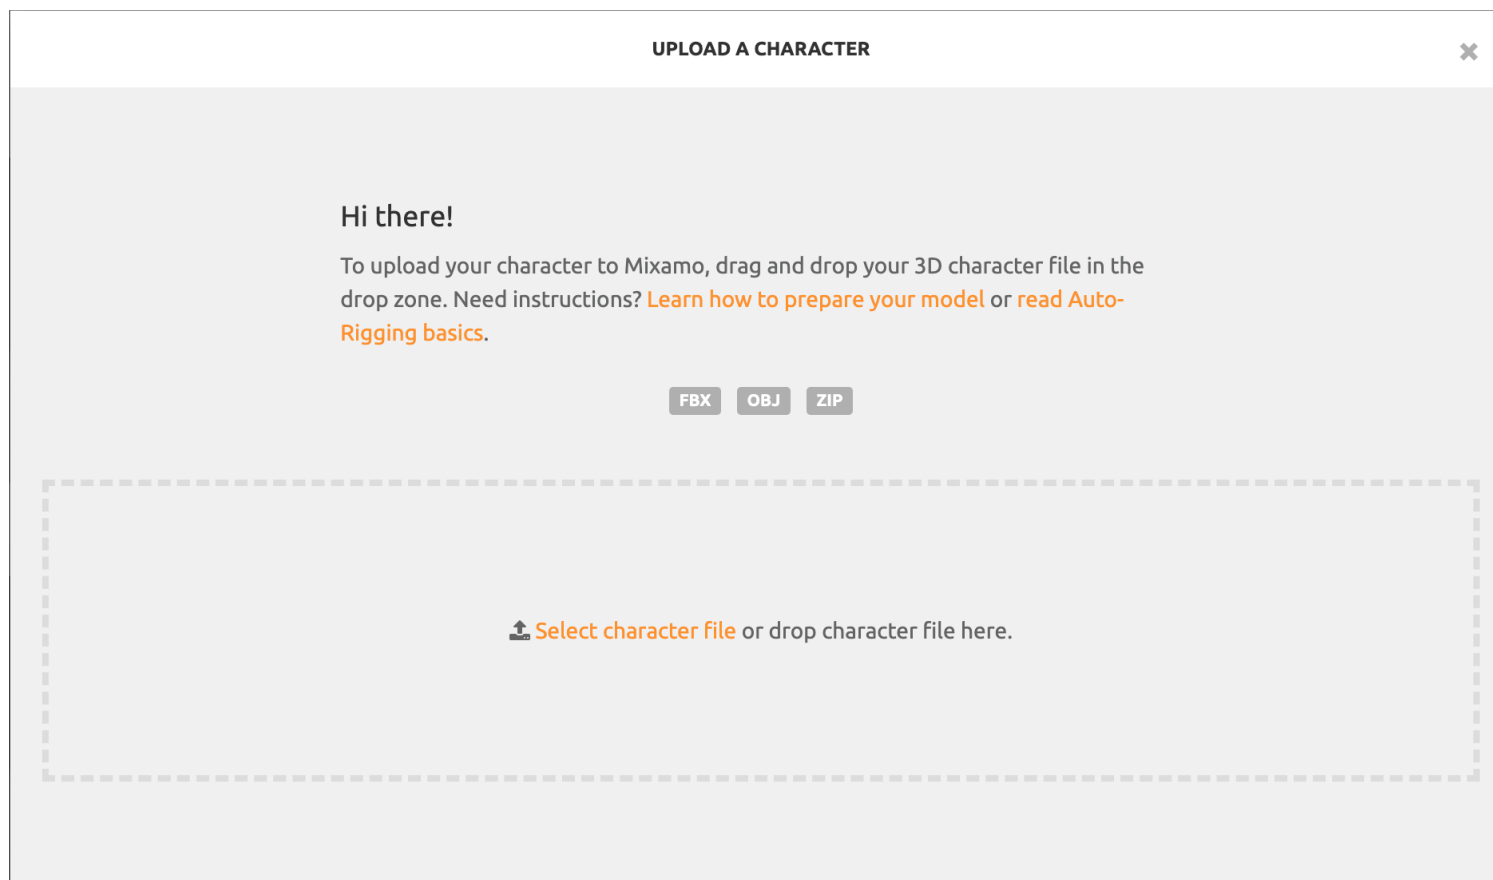 UPLOAD A CHARACTER
Hi there!
To upload your character to Mixamo, drag and drop your 3D character file in the
drop zone. Need instructions? Learn how to prepare your model or read Auto-
Rigging basics.
FBX OBJ ZIP
Select character file or drop character file here.